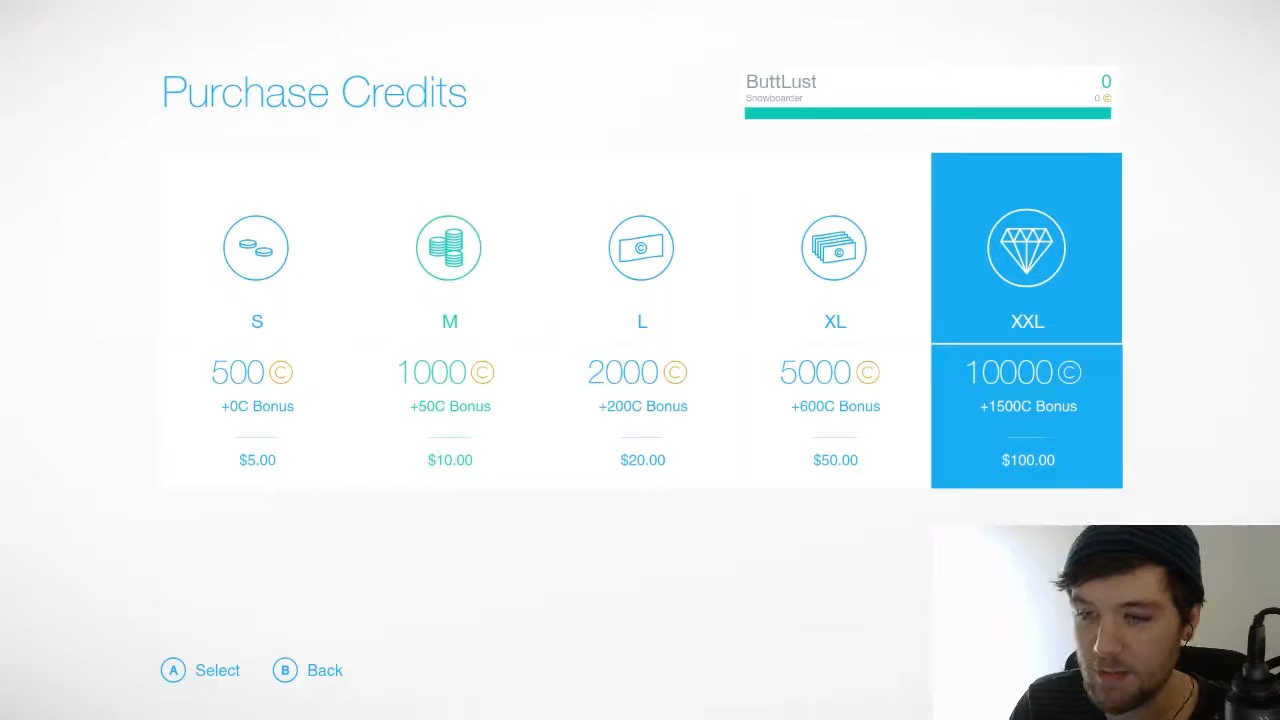 Purchase Credits
ButtLust
0
Snowboarder
0 C
S
M
L
XL
XXL
500 C
1000 C
2000 C
5000 C
10000 C
+0C Bonus
+50C Bonus
+200C Bonus
+600C Bonus
+1500C Bonus
$5.00
$10.00
$20.00
$50.00
$100.00
A Select
B Back